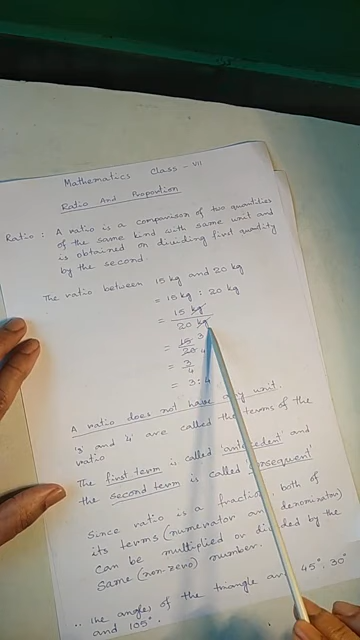 Mathematics Class - VII
Ratio And Proportion
Ratio : A ratio is a comparison of two quantities
of the same kind with same unit and
is obtained on dividing first quantity
by the second.
The ratio between 15 kg and 20 kg
= 15 kg : 20 kg
= 15 kg / 20 kg
= 15 3 / 20 4
= 3 / 4
= 3 : 4
A ratio does not have any unit.
'3' and '4' are called the terms of the
ratio
The first term is called 'antecedent' and
the second term is called 'consequent'
Since ratio is a fraction, both of
its terms (numerator and denominator)
can be multiplied or divided by the
same (non-zero) number.
∵ The angles of the triangle are 45° : 30°
and 105°.